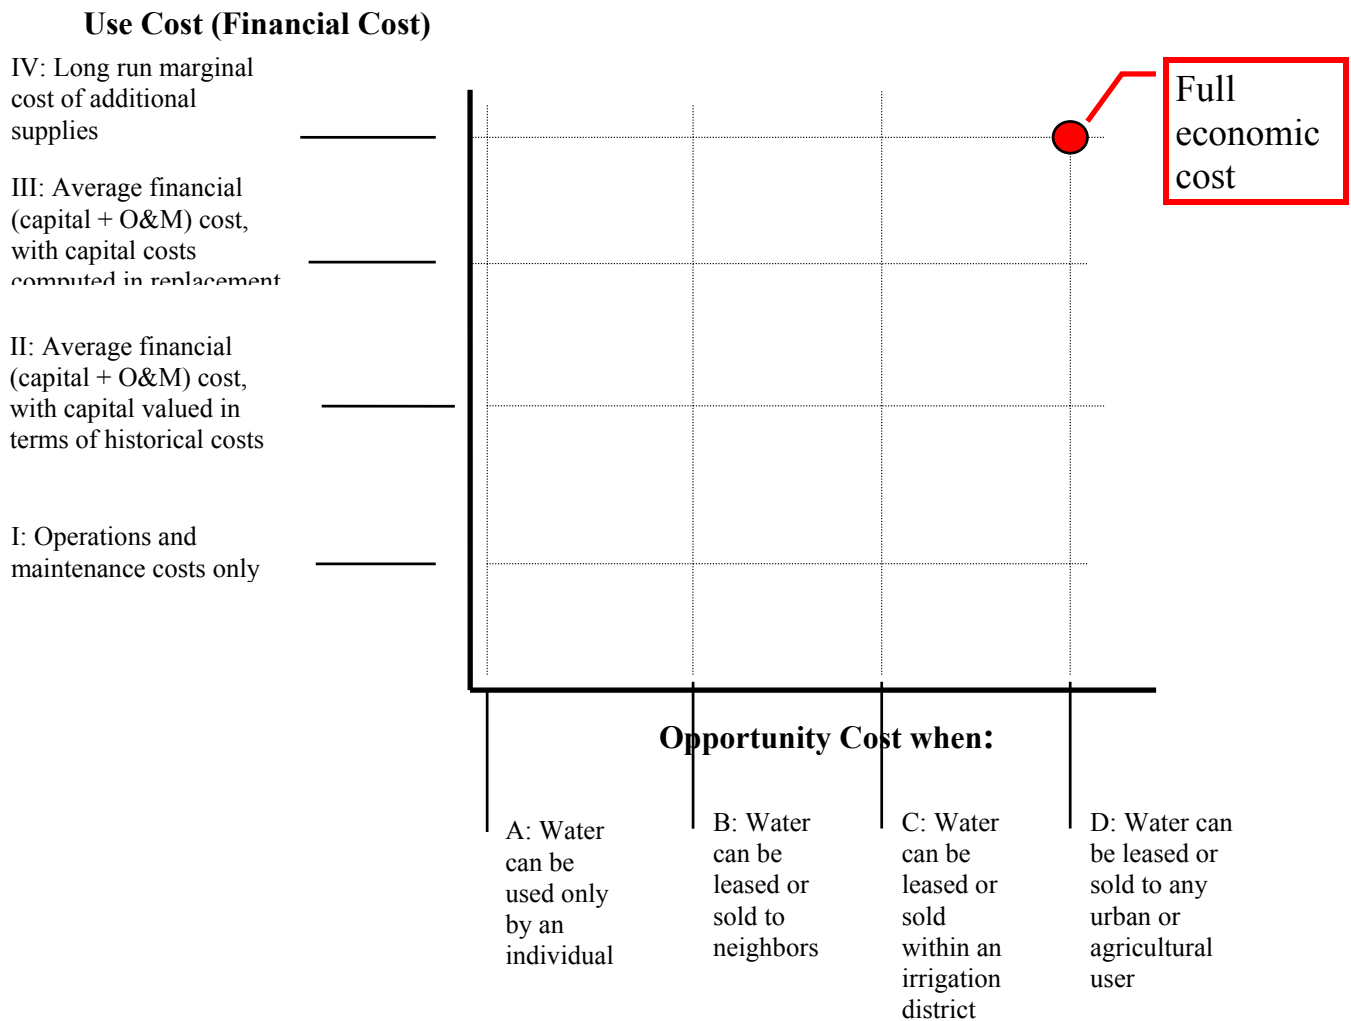 Use Cost (Financial Cost)
IV: Long run marginal
cost of additional
supplies
Full
economic
cost
III: Average financial
(capital + O&M) cost,
with capital costs
computed in replacement
II: Average financial
(capital + O&M) cost,
with capital valued in
terms of historical costs
I: Operations and
maintenance costs only
Opportunity Cost when:
A: Water
can be
used only
by an
individual
B: Water
can be
leased or
sold to
neighbors
C: Water
can be
leased or
sold
within an
irrigation
district
D: Water can
be leased or
sold to any
urban or
agricultural
user